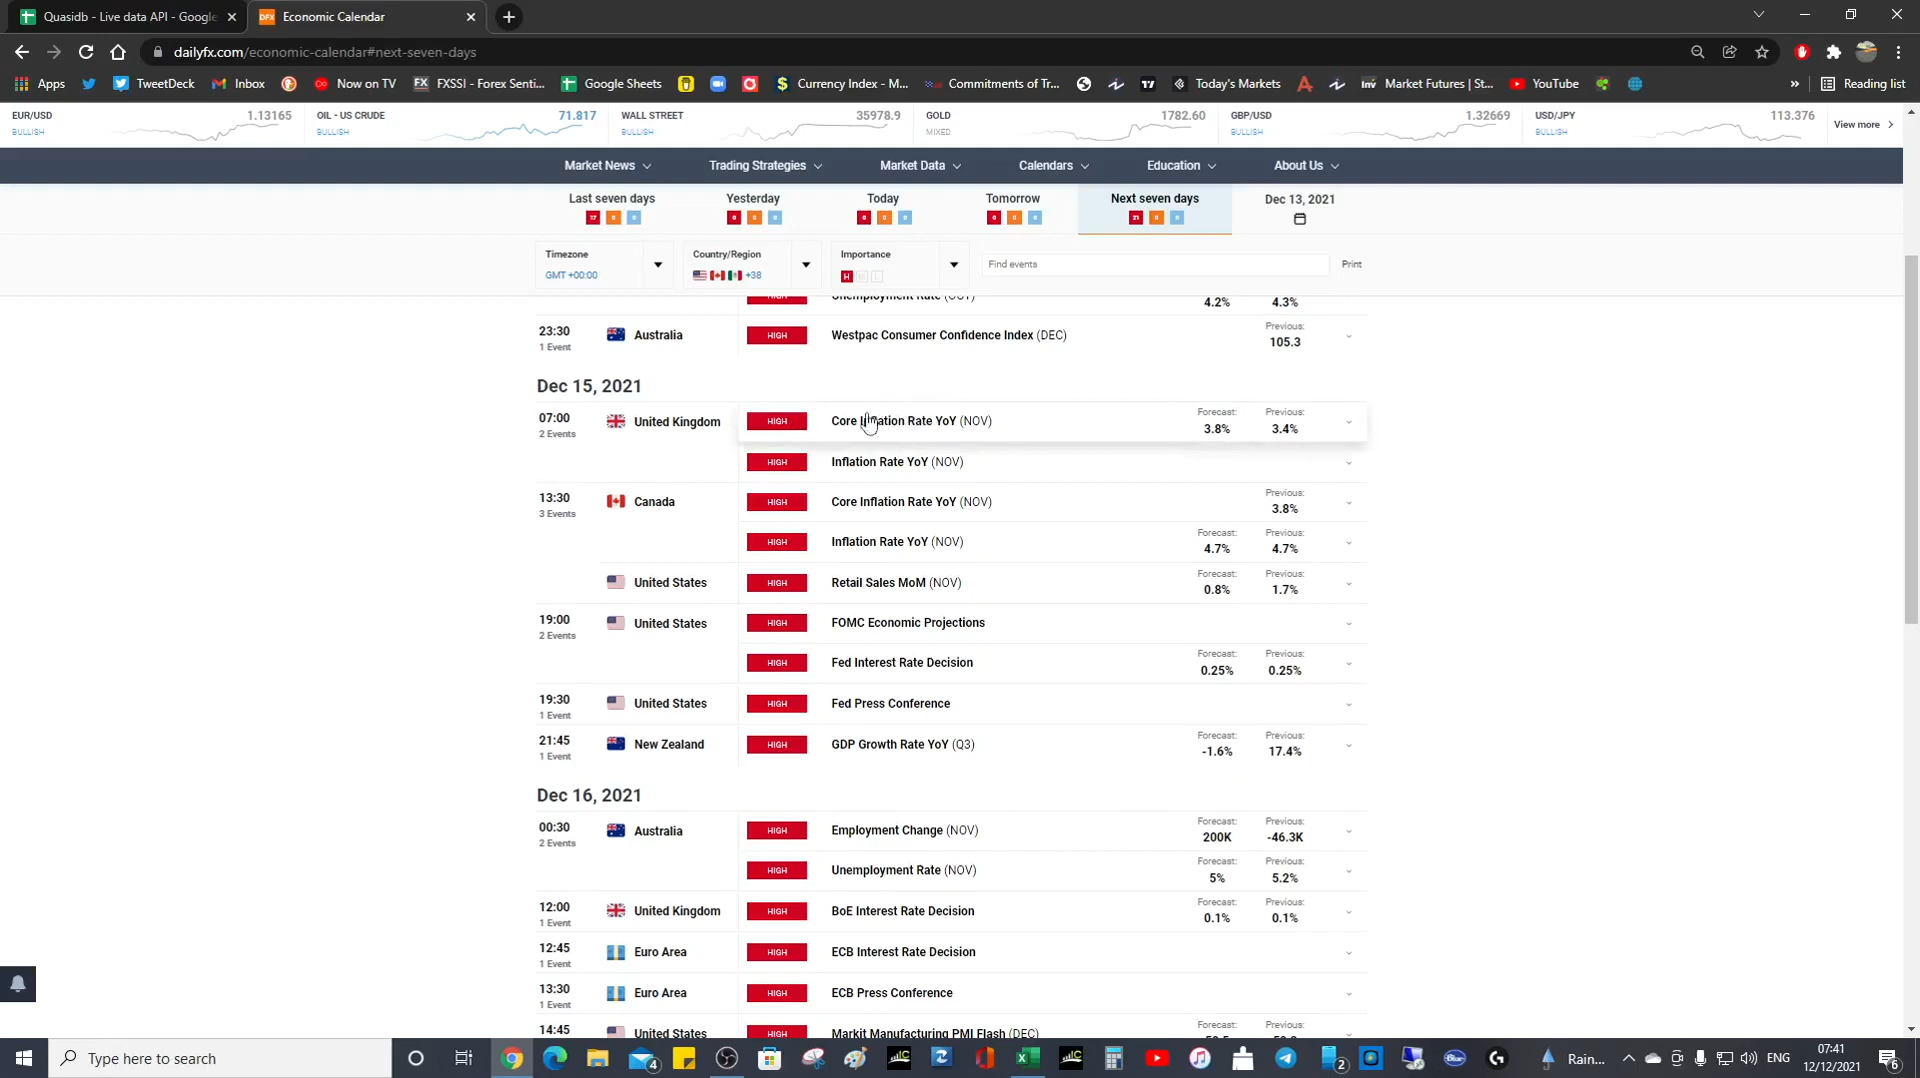 Quasidb - Live data API - Google
Economic Calendar
dailyfx.com/economic-calendar#next-seven-days
Apps
TweetDeck
Inbox
Now on TV
FXSSI - Forex Senti...
Google Sheets
Currency Index - M...
Commitments of Tr...
Today's Markets
Market Futures | St...
YouTube
Reading list
EUR/USD 1.13165
BULLISH
OIL - US CRUDE 71.817
BULLISH
WALL STREET 35978.9
BULLISH
GOLD 1782.60
MIXED
GBP/USD 1.32669
BULLISH
USD/JPY 113.376
BULLISH
View more
Market News
Trading Strategies
Market Data
Calendars
Education
About Us
Last seven days
Yesterday
Today
Tomorrow
Next seven days
Dec 13, 2021
Timezone
GMT +00:00
Country/Region
+38
Importance
H
Find events
Print
HIGH Unemployment Rate (OCT) 4.2% 4.3%
23:30 Australia HIGH Westpac Consumer Confidence Index (DEC) Previous:
1 Event 105.3
Dec 15, 2021
07:00 United Kingdom HIGH Core Inflation Rate YoY (NOV) Forecast: Previous:
2 Events 3.8% 3.4%
HIGH Inflation Rate YoY (NOV)
13:30 Canada HIGH Core Inflation Rate YoY (NOV) Previous:
3 Events 3.8%
HIGH Inflation Rate YoY (NOV) Forecast: Previous:
4.7% 4.7%
United States HIGH Retail Sales MoM (NOV) Forecast: Previous:
0.8% 1.7%
19:00 United States HIGH FOMC Economic Projections
2 Events
HIGH Fed Interest Rate Decision Forecast: Previous:
0.25% 0.25%
19:30 United States HIGH Fed Press Conference
1 Event
21:45 New Zealand HIGH GDP Growth Rate YoY (Q3) Forecast: Previous:
1 Event -1.6% 17.4%
Dec 16, 2021
00:30 Australia HIGH Employment Change (NOV) Forecast: Previous:
2 Events 200K -46.3K
HIGH Unemployment Rate (NOV) Forecast: Previous:
5% 5.2%
12:00 United Kingdom HIGH BoE Interest Rate Decision Forecast: Previous:
1 Event 0.1% 0.1%
12:45 Euro Area HIGH ECB Interest Rate Decision
1 Event
13:30 Euro Area HIGH ECB Press Conference
1 Event
14:45 United States HIGH Markit Manufacturing PMI Flash (DEC) Forecast: Previous:
Type here to search
Rain...
ENG
07:41
12/12/2021